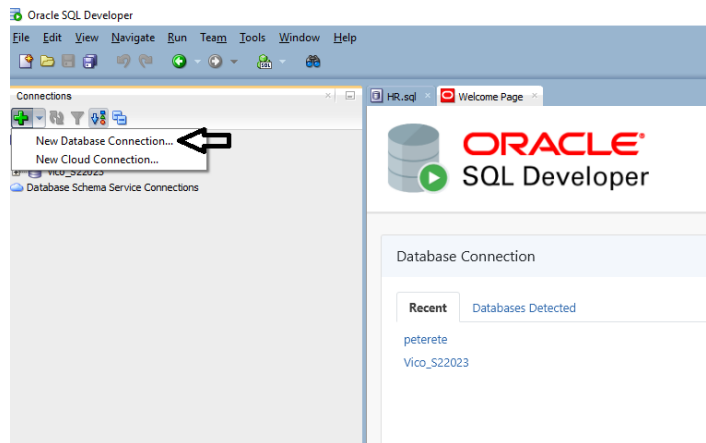 Oracle SQL Developer
File Edit View Navigate Run Team Tools Window Help
Connections
HR.sql
Welcome Page
New Database Connection...
New Cloud Connection...
Vico_S22023
Database Schema Service Connections
ORACLE
SQL Developer
Database Connection
Recent Databases Detected
peterete
Vico_S22023